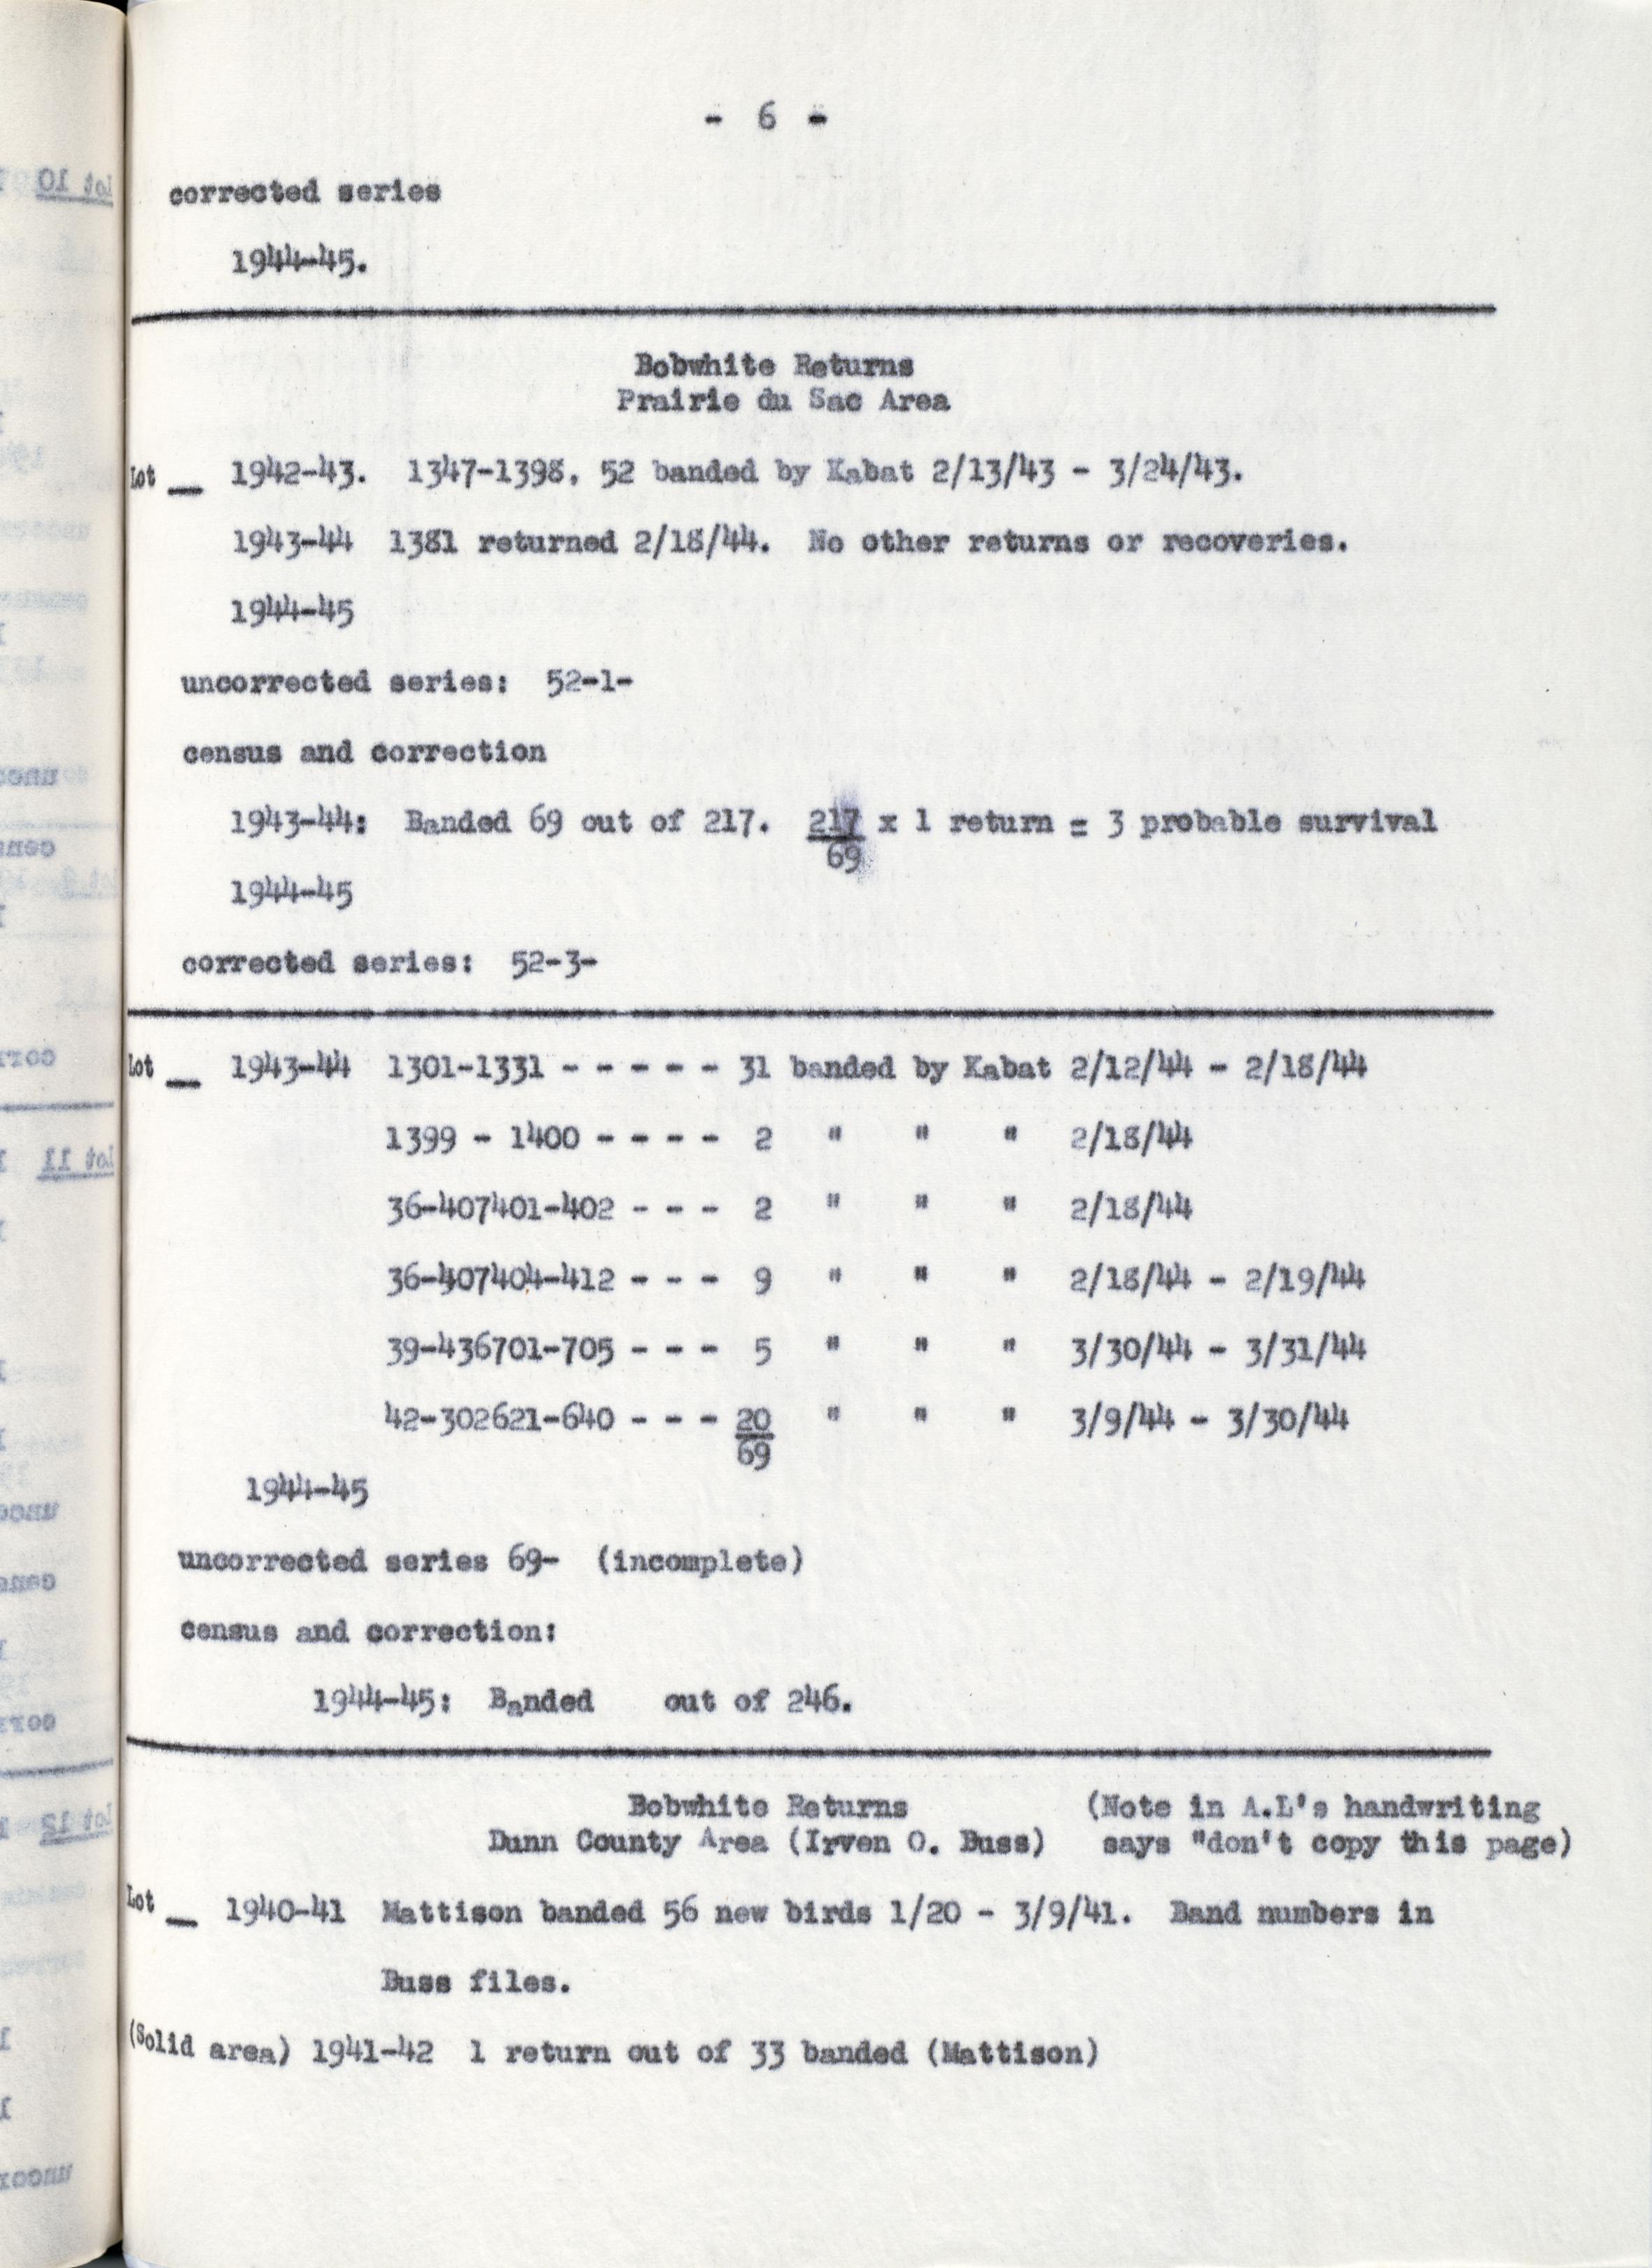 - 6 -
corrected series
1944-45.
Bobwhite Returns
Prairie du Sac Area
Lot __ 1942-43. 1347-1398, 52 banded by Kabat 2/13/43 - 3/24/43.
1943-44 1381 returned 2/18/44. No other returns or recoveries.
1944-45
uncorrected series: 52-1-
census and correction
1943-44: Banded 69 out of 217. 217 x 1 return = 3 probable survival
69
1944-45
corrected series: 52-3-
Lot __ 1943-44 1301-1331 - - - - - 31 banded by Kabat 2/12/44 - 2/18/44
1399 - 1400 - - - - 2 " " " 2/18/44
36-407401-402 - - - 2 " " " 2/18/44
36-407404-412 - - - 9 " " " 2/18/44 - 2/19/44
39-436701-705 - - - 5 " " " 3/30/44 - 3/31/44
42-302621-640 - - - 20 " " " 3/9/44 - 3/30/44
69
1944-45
uncorrected series 69- (incomplete)
census and correction:
1944-45: Banded out of 246.
Bobwhite Returns (Note in A.L's handwriting
Dunn County Area (Irven O. Buss) says "don't copy this page)
Lot __ 1940-41 Mattison banded 56 new birds 1/20 - 3/9/41. Band numbers in
Buss files.
(Solid area) 1941-42 1 return out of 33 banded (Mattison)